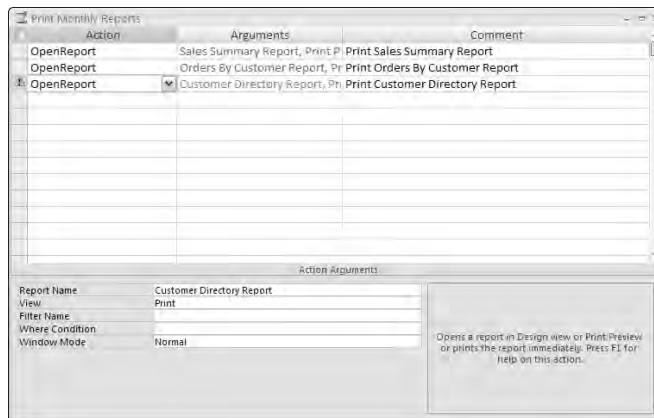 Print Monthly Reports
Action Arguments Comment
OpenReport Sales Summary Report, Print P Print Sales Summary Report
OpenReport Orders By Customer Report, Pr Print Orders By Customer Report
OpenReport Customer Directory Report, Pri Print Customer Directory Report
Action Arguments
Report Name Customer Directory Report
View Print
Filter Name
Where Condition
Window Mode Normal
Opens a report in Design view or Print Preview
or prints the report immediately. Press F1 for
help on this action.